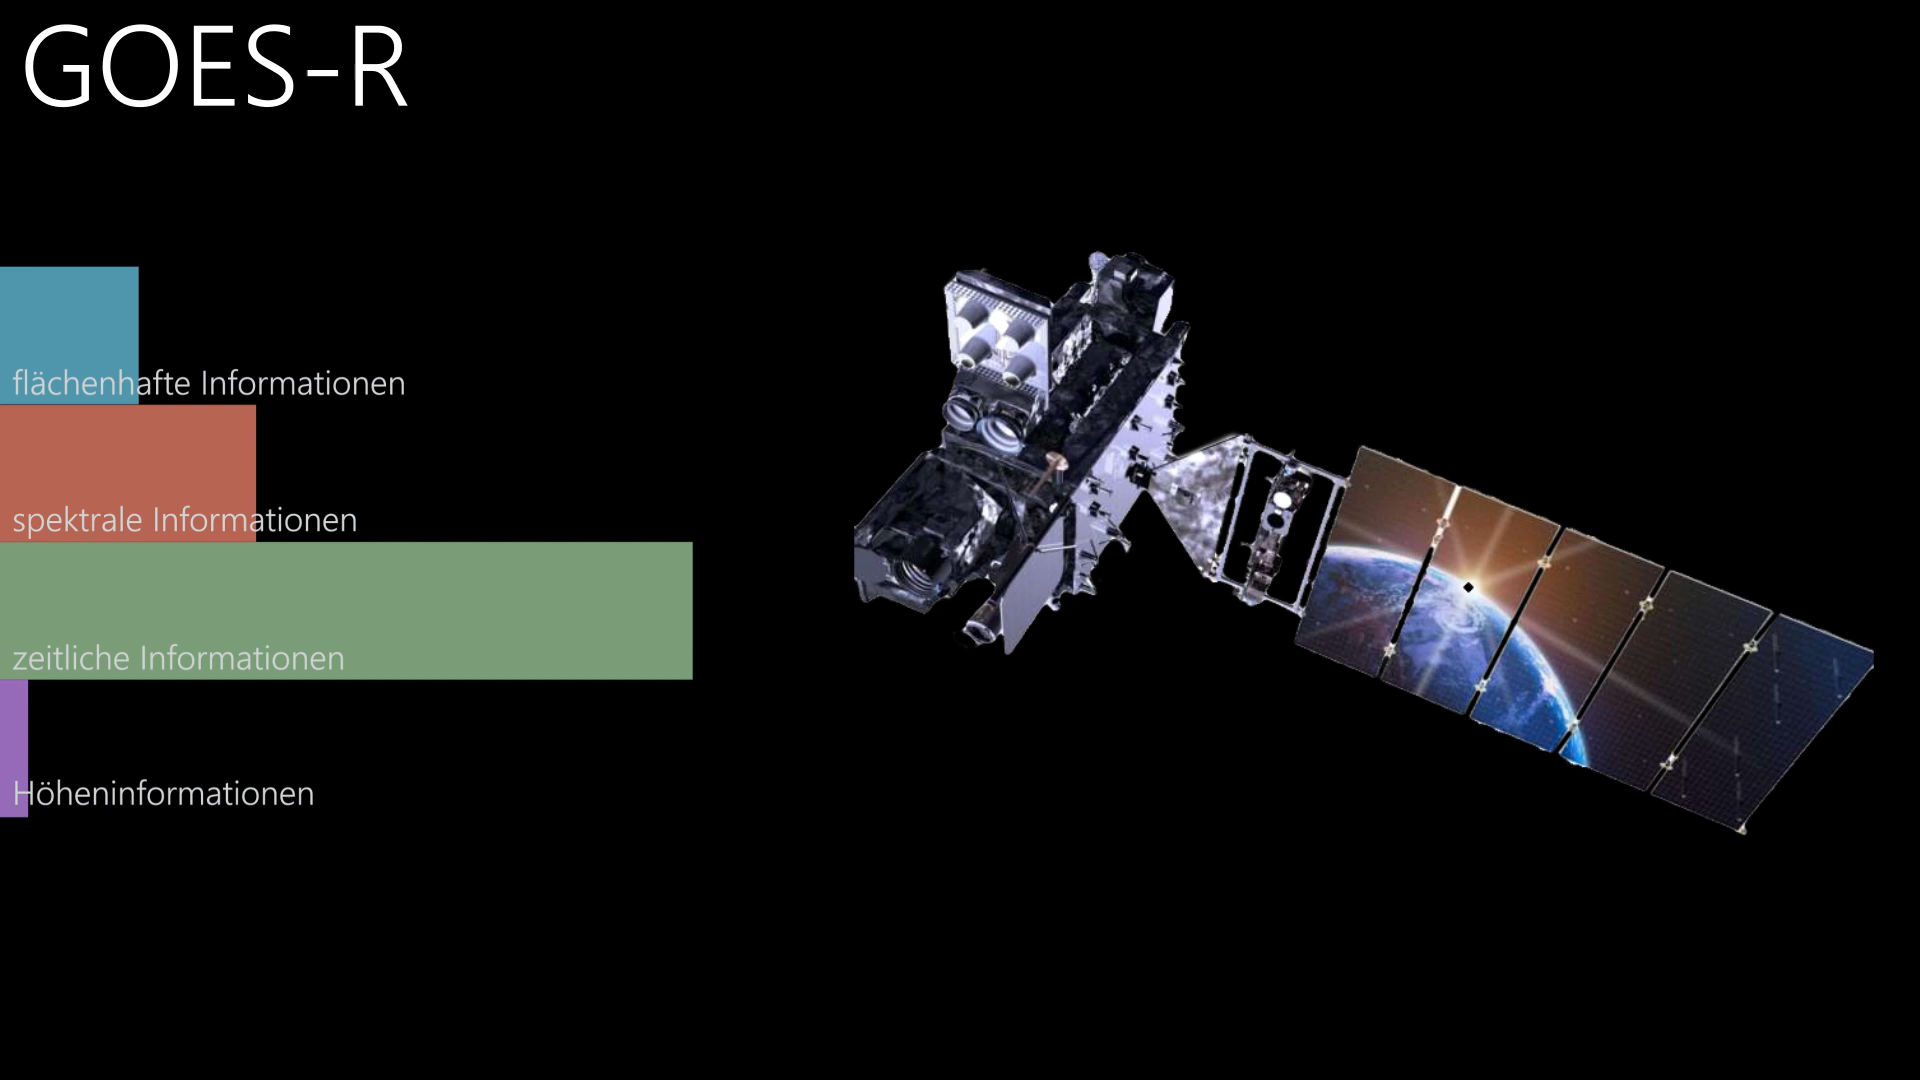 GOES-R
flächenhafte Informationen
spektrale Informationen
zeitliche Informationen
Höheninformationen